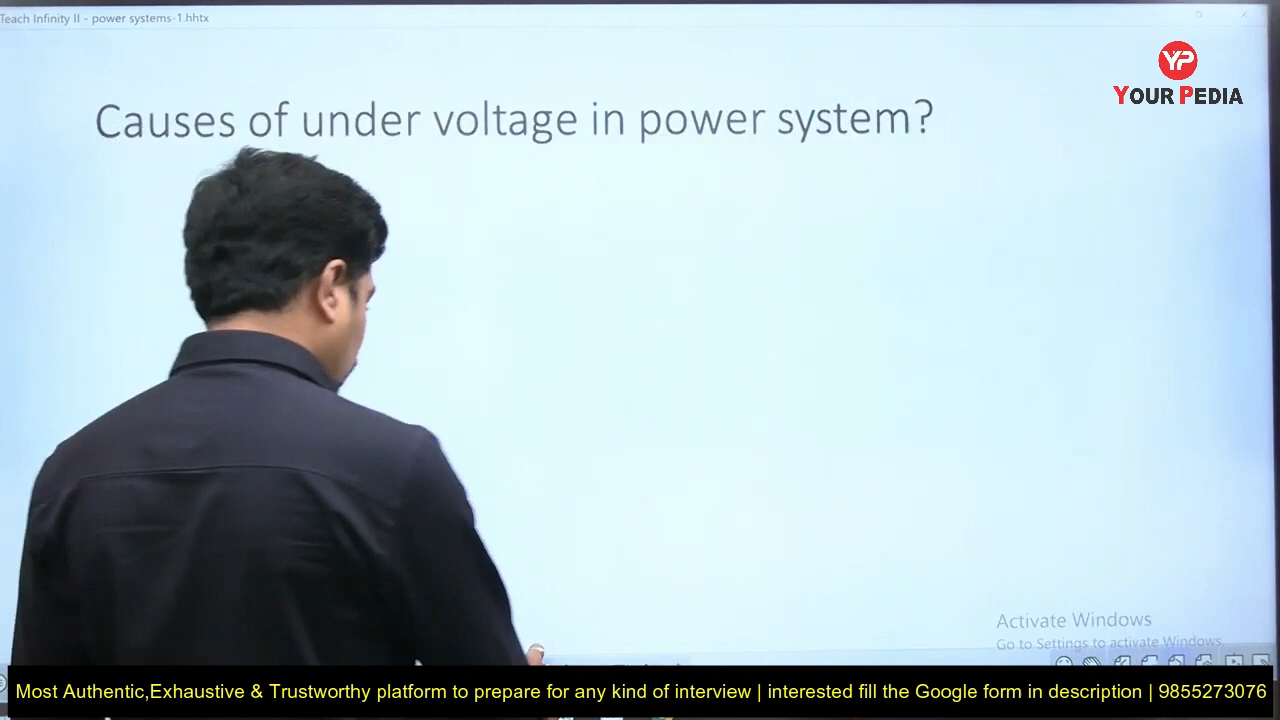 Teach Infinity II - power systems-1.hhtx
YP
YOUR PEDIA
Causes of under voltage in power system?
Activate Windows
Go to Settings to activate Windows.
Most Authentic,Exhaustive & Trustworthy platform to prepare for any kind of interview | interested fill the Google form in description | 9855273076